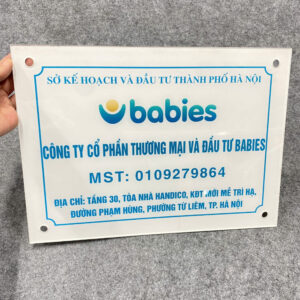 SỞ KẾ HOẠCH VÀ ĐẦU TƯ THÀNH PHỐ HÀ NỘI
babies
CÔNG TY CỔ PHẦN THƯƠNG MẠI VÀ ĐẦU TƯ BABIES
MST: 0109279864
ĐỊA CHỈ: TẦNG 30, TÒA NHÀ HANDICO, KĐT MỚI MỄ TRÌ HẠ,
ĐƯỜNG PHẠM HÙNG, PHƯỜNG TỪ LIÊM, TP. HÀ NỘI